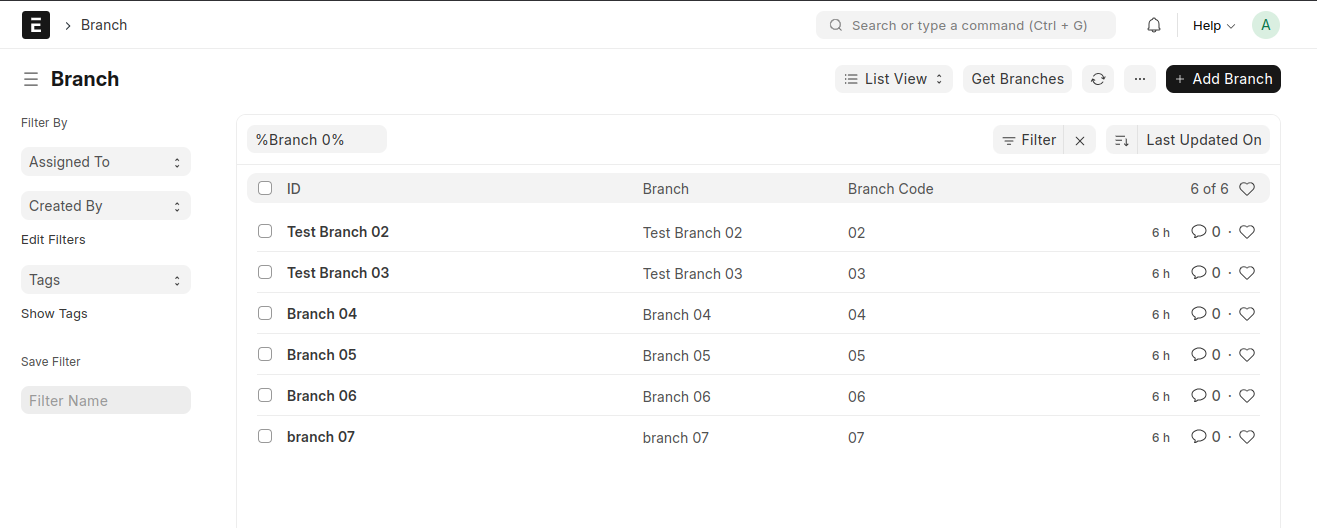 E
Branch
Search or type a command (Ctrl + G)
Help
A
Branch
List View
Get Branches
+ Add Branch
Filter By
Assigned To
Created By
Edit Filters
Tags
Show Tags
Save Filter
Filter Name
%Branch 0%
Filter
Last Updated On
ID Branch Branch Code 6 of 6
Test Branch 02 Test Branch 02 02 6 h 0 ·
Test Branch 03 Test Branch 03 03 6 h 0 ·
Branch 04 Branch 04 04 6 h 0 ·
Branch 05 Branch 05 05 6 h 0 ·
Branch 06 Branch 06 06 6 h 0 ·
branch 07 branch 07 07 6 h 0 ·